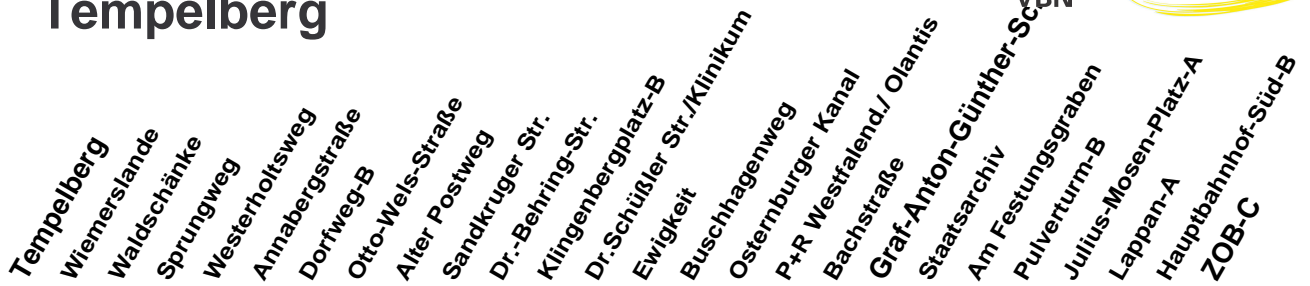 Tempelberg
VBN
Tempelberg
Wiemerslande
Waldschänke
Sprungweg
Westerholtsweg
Annabergstraße
Dorfweg-B
Otto-Wels-Straße
Alter Postweg
Sandkruger Str.
Dr.-Behring-Str.
Klingenbergplatz-B
Dr.Schüßler Str./Klinikum
Ewigkeit
Buschhagenweg
Osternburger Kanal
P+R Westfalend./ Olantis
Bachstraße
Graf-Anton-Günther-Sc
Staatsarchiv
Am Festungsgraben
Pulverturm-B
Julius-Mosen-Platz-A
Lappan-A
Hauptbahnhof-Süd-B
ZOB-C